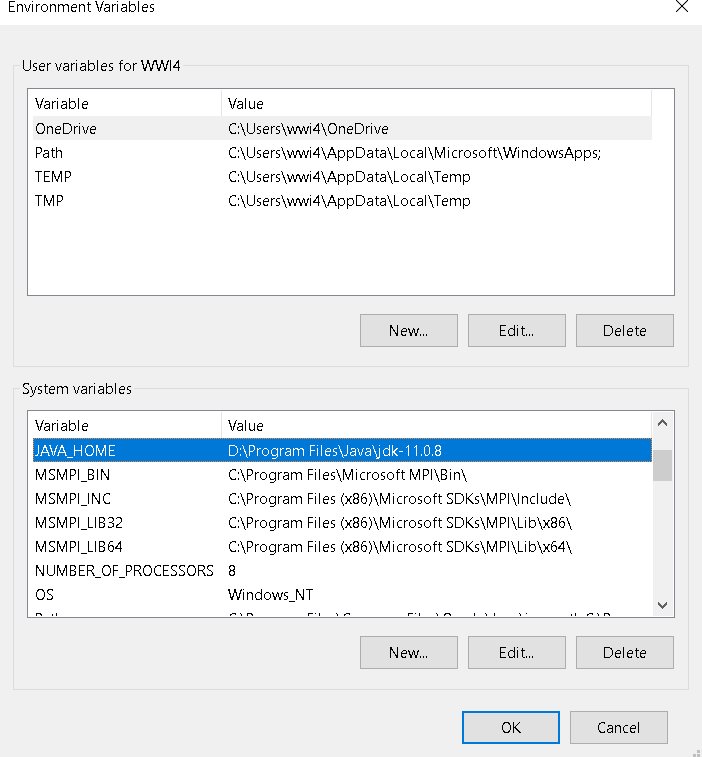 Environment Variables
User variables for WWI4
Variable Value
OneDrive C:\Users\wwi4\OneDrive
Path C:\Users\wwi4\AppData\Local\Microsoft\WindowsApps;
TEMP C:\Users\wwi4\AppData\Local\Temp
TMP C:\Users\wwi4\AppData\Local\Temp
New... Edit... Delete
System variables
Variable Value
JAVA_HOME D:\Program Files\Java\jdk-11.0.8
MSMPI_BIN C:\Program Files\Microsoft MPI\Bin\
MSMPI_INC C:\Program Files (x86)\Microsoft SDKs\MPI\Include\
MSMPI_LIB32 C:\Program Files (x86)\Microsoft SDKs\MPI\Lib\x86\
MSMPI_LIB64 C:\Program Files (x86)\Microsoft SDKs\MPI\Lib\x64\
NUMBER_OF_PROCESSORS 8
OS Windows_NT
New... Edit... Delete
OK Cancel